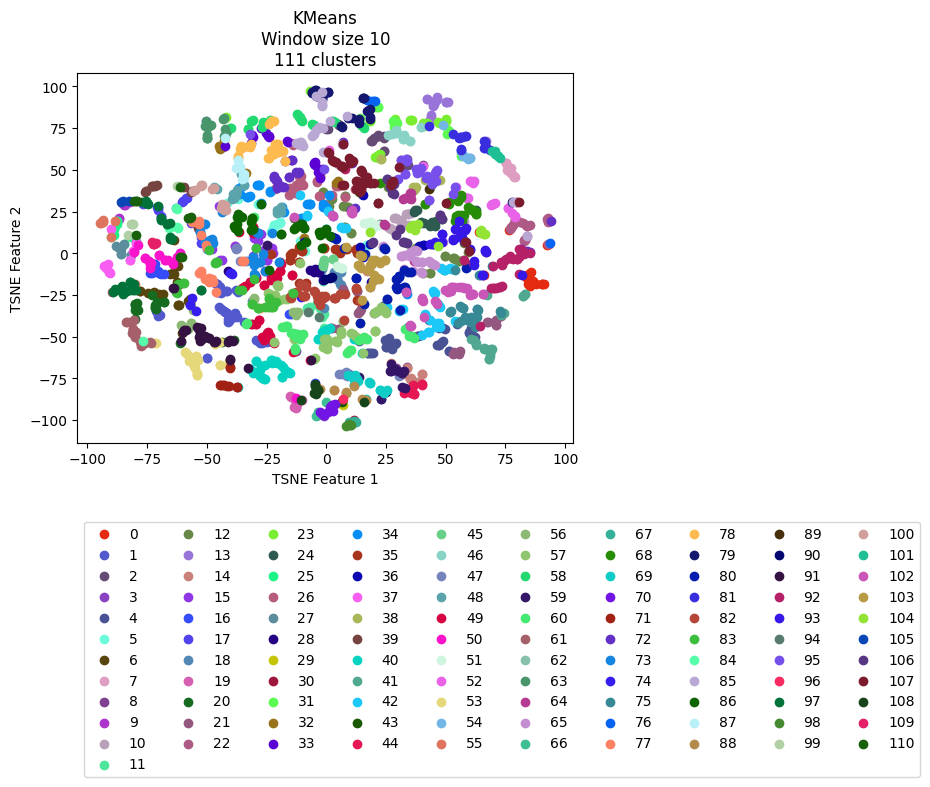 KMeans
Window size 10
111 clusters
100
75
50
25
0
−25
−50
−75
−100
TSNE Feature 2
−100 −75 −50 −25 0 25 50 75 100
TSNE Feature 1
0 12 23 34 45 56 67 78 89 100
1 13 24 35 46 57 68 79 90 101
2 14 25 36 47 58 69 80 91 102
3 15 26 37 48 59 70 81 92 103
4 16 27 38 49 60 71 82 93 104
5 17 28 39 50 61 72 83 94 105
6 18 29 40 51 62 73 84 95 106
7 19 30 41 52 63 74 85 96 107
8 20 31 42 53 64 75 86 97 108
9 21 32 43 54 65 76 87 98 109
10 22 33 44 55 66 77 88 99 110
11